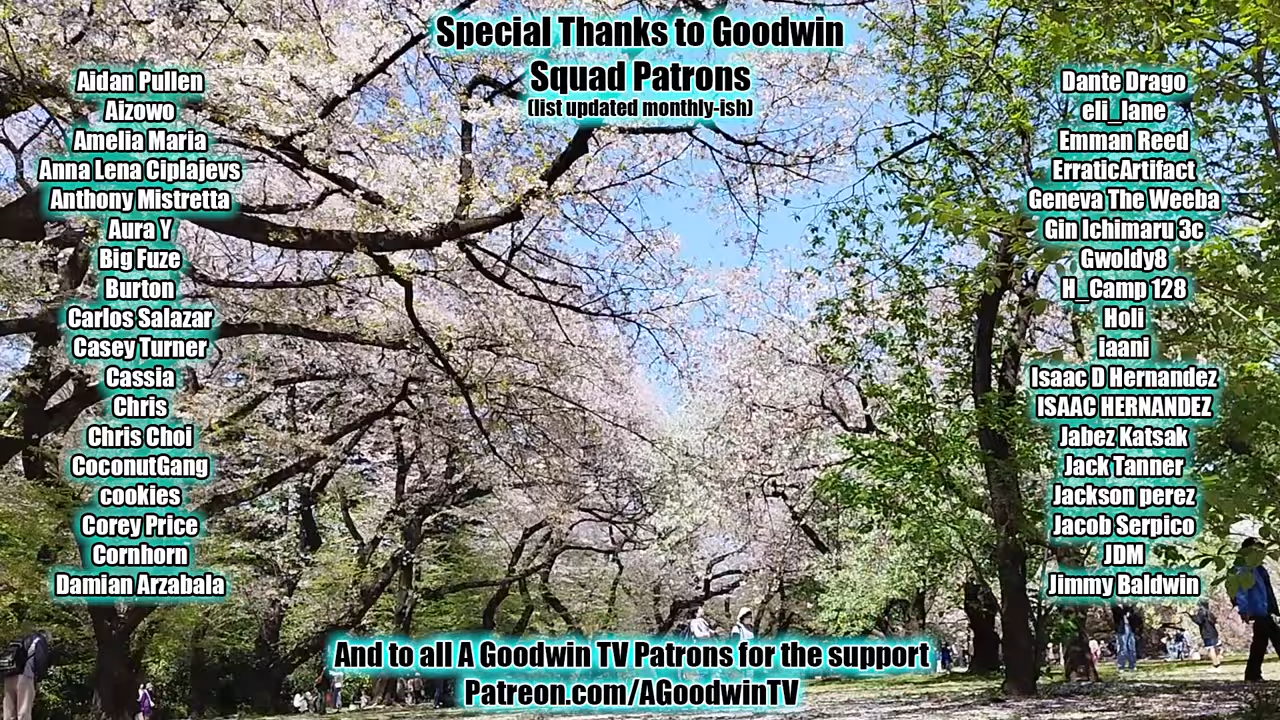 Special Thanks to Goodwin
Squad Patrons
(list updated monthly-ish)
Aidan Pullen
Aizowo
Amelia Maria
Anna Lena Ciplajevs
Anthony Mistretta
Aura Y
Big Fuze
Burton
Carlos Salazar
Casey Turner
Cassia
Chris
Chris Choi
CoconutGang
cookies
Corey Price
Cornhorn
Damian Arzabala
Dante Drago
eli_lane
Emman Reed
ErraticArtifact
Geneva The Weeba
Gin Ichimaru 3c
Gwoldy8
H_Camp 128
Holi
iaani
Isaac D Hernandez
ISAAC HERNANDEZ
Jabez Katsak
Jack Tanner
Jackson perez
Jacob Serpico
JDM
Jimmy Baldwin
And to all A Goodwin TV Patrons for the support
Patreon.com/AGoodwinTV